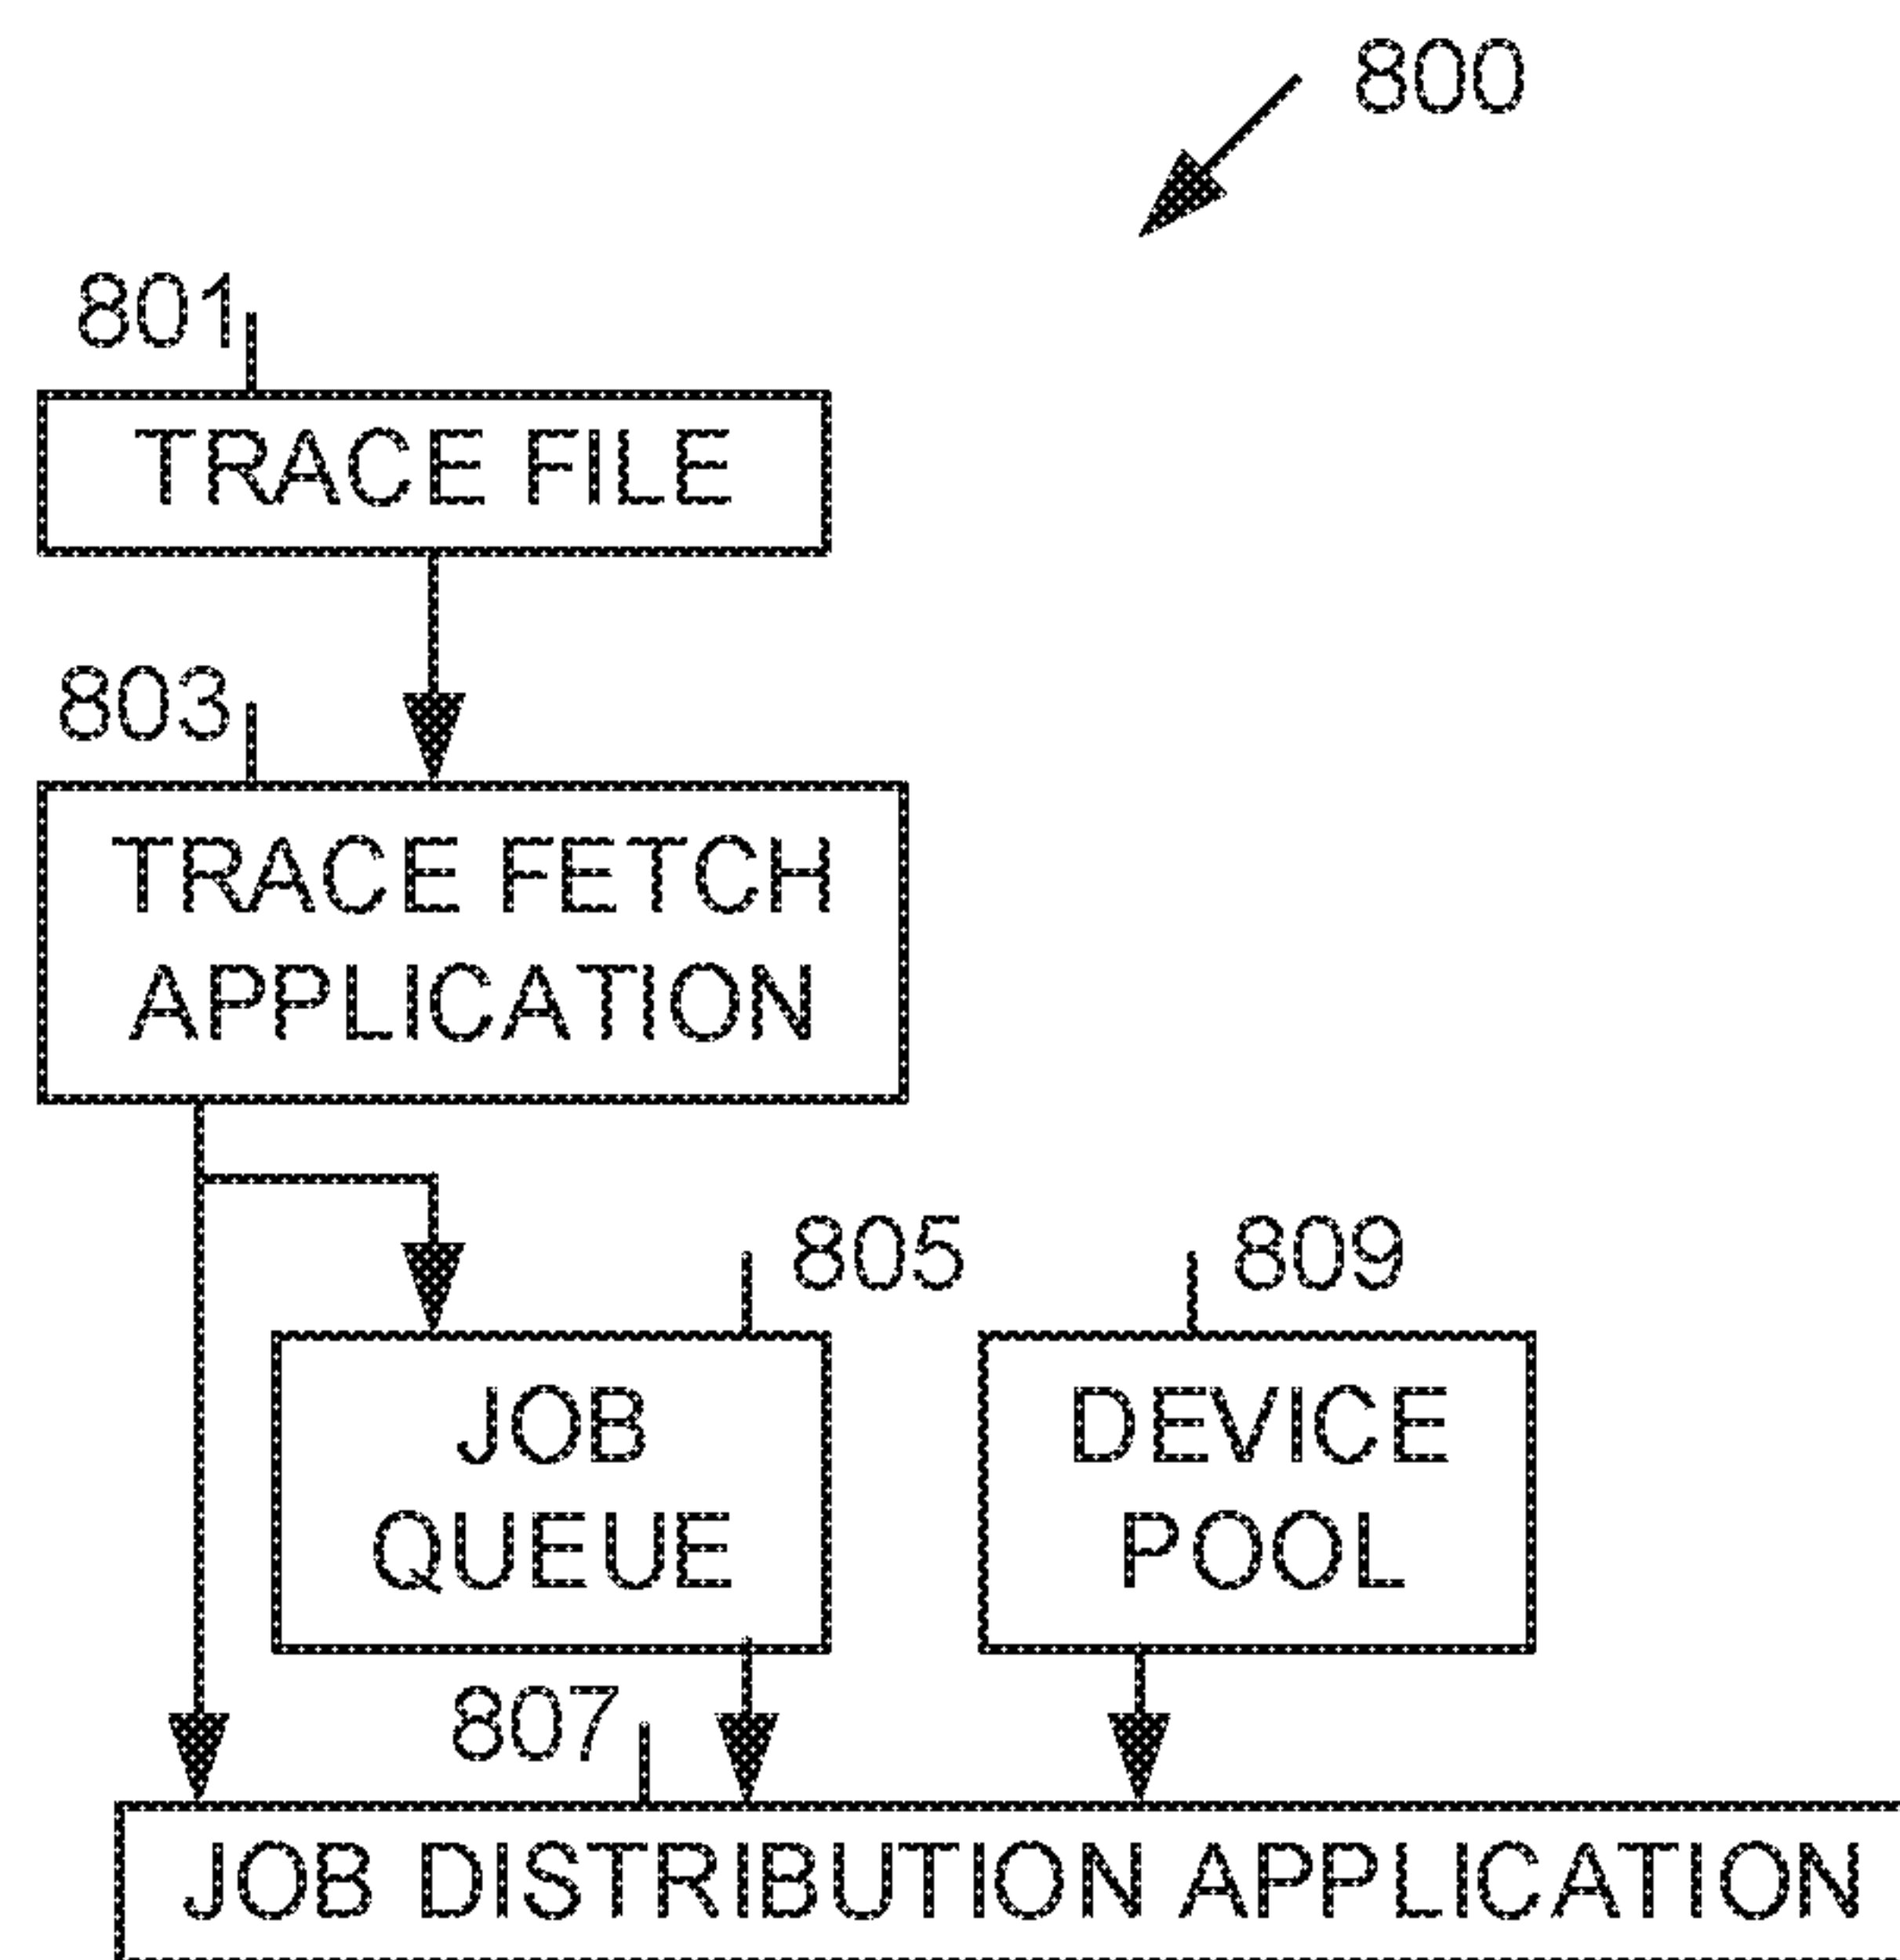 800
801
TRACE FILE
803
TRACE FETCH
APPLICATION
805
809
JOB
QUEUE
DEVICE
POOL
807
JOB DISTRIBUTION APPLICATION